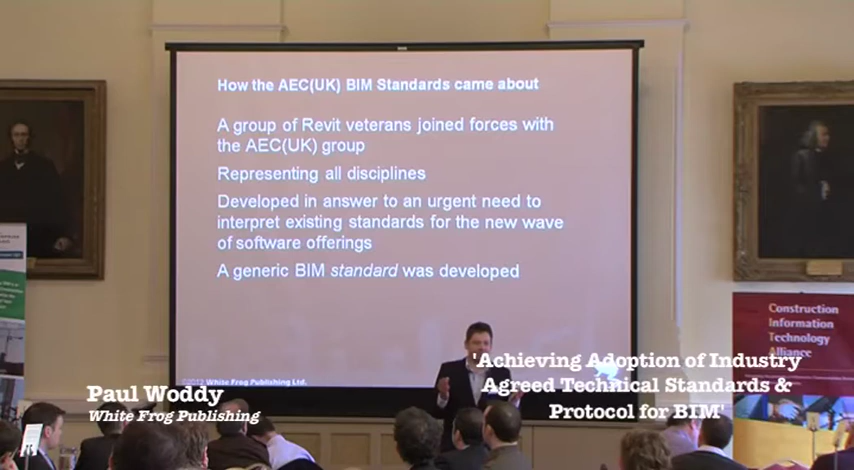 How the AEC(UK) BIM Standards came about
A group of Revit veterans joined forces with
the AEC(UK) group
Representing all disciplines
Developed in answer to an urgent need to
interpret existing standards for the new wave
of software offerings
A generic BIM standard was developed
©2012 White Frog Publishing Ltd.
Construction
Information
Technology
Alliance
'Achieving Adoption of Industry
Agreed Technical Standards &
Protocol for BIM'
Paul Woddy
White Frog Publishing